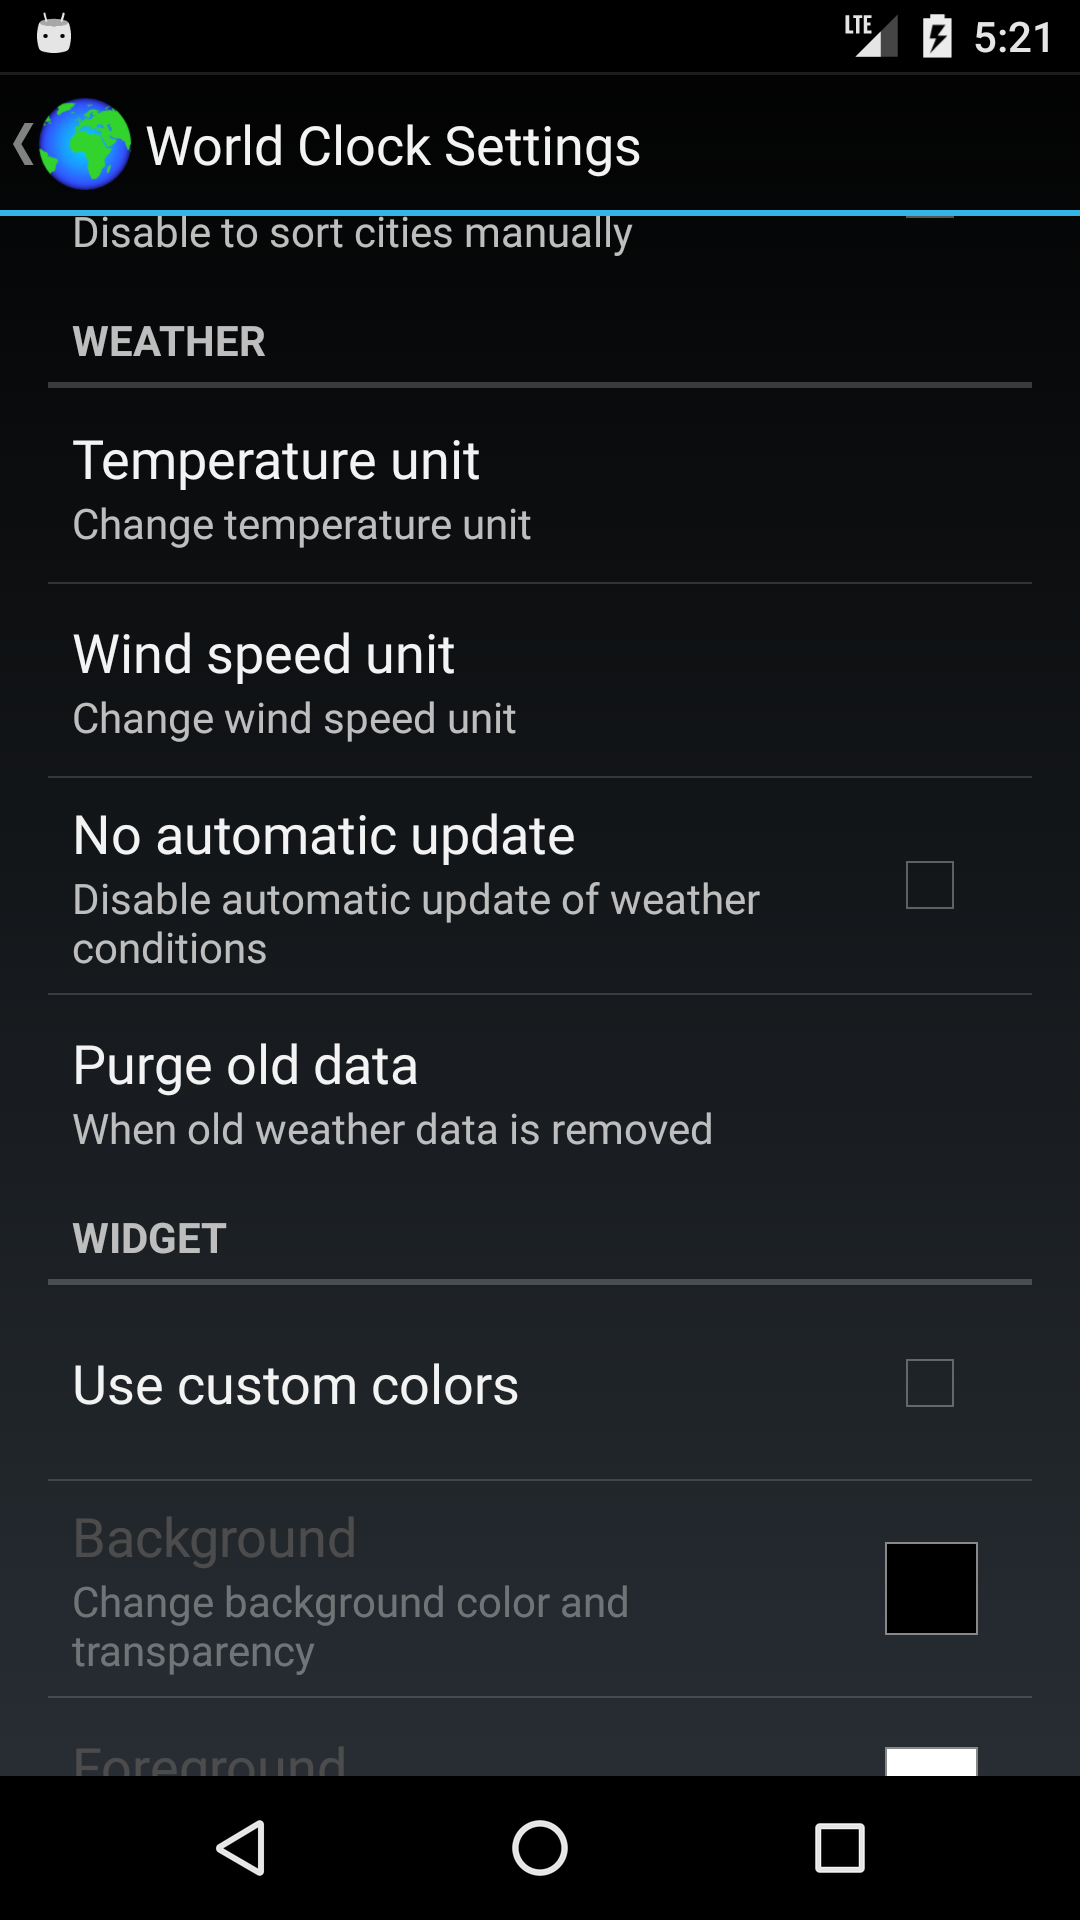 LTE 5:21
World Clock Settings
Disable to sort cities manually
WEATHER
Temperature unit
Change temperature unit
Wind speed unit
Change wind speed unit
No automatic update
Disable automatic update of weather
conditions
Purge old data
When old weather data is removed
WIDGET
Use custom colors
Background
Change background color and
transparency
Foreground